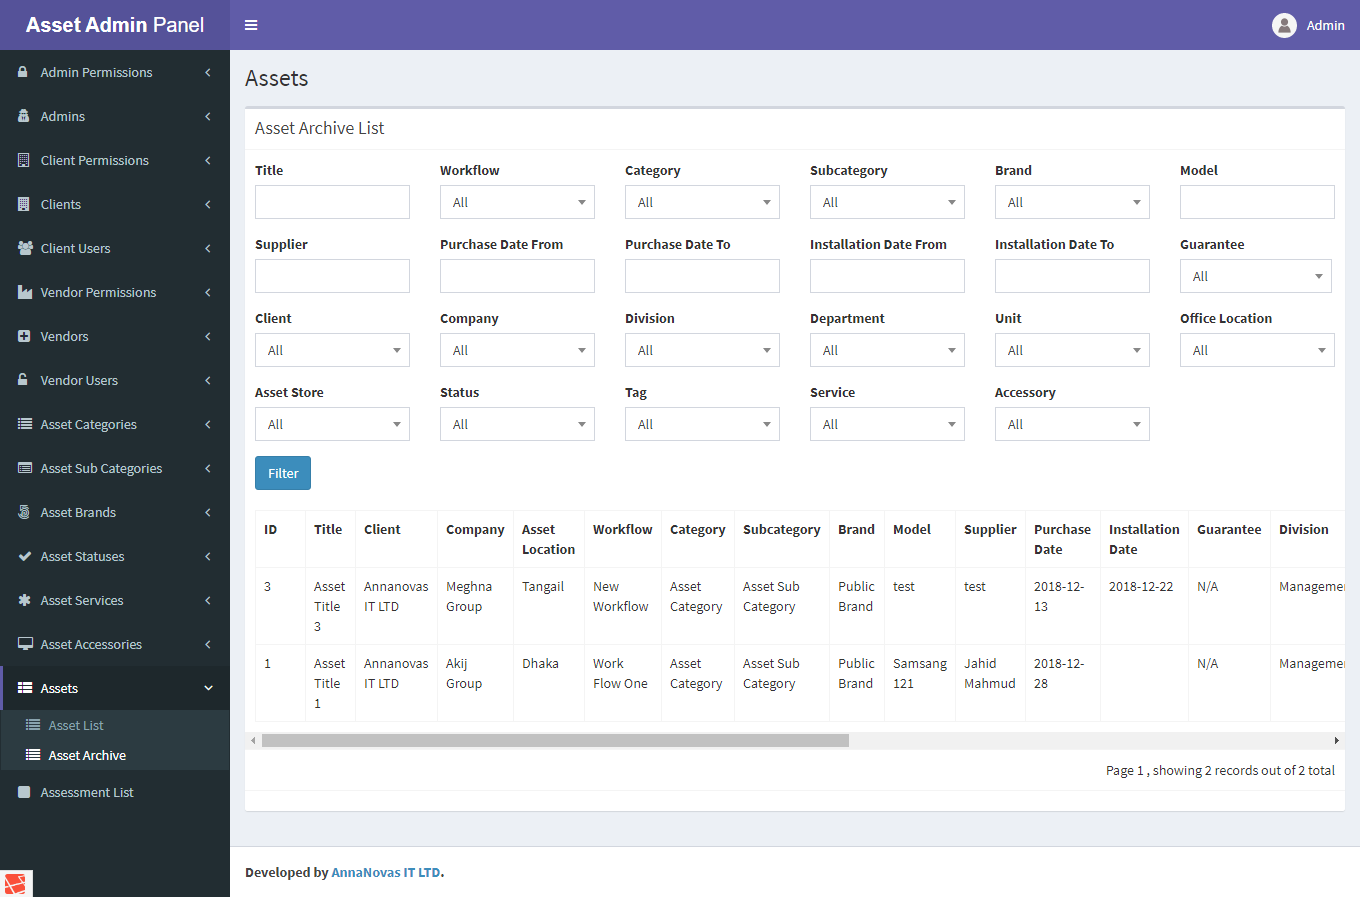 Asset Admin Panel
Admin
Admin Permissions
Admins
Client Permissions
Clients
Client Users
Vendor Permissions
Vendors
Vendor Users
Asset Categories
Asset Sub Categories
Asset Brands
Asset Statuses
Asset Services
Asset Accessories
Assets
Asset List
Asset Archive
Assessment List
Assets
Asset Archive List
Title Workflow Category Subcategory Brand Model
All All All All
Supplier Purchase Date From Purchase Date To Installation Date From Installation Date To Guarantee
All
Client Company Division Department Unit Office Location
All All All All All All
Asset Store Status Tag Service Accessory
All All All All All
Filter
ID Title Client Company Asset Workflow Category Subcategory Brand Model Supplier Purchase Installation Guarantee Division
Location Date Date
3 Asset Annanovas Meghna Tangail New Asset Asset Sub Public test test 2018-12- 2018-12-22 N/A Manageme
Title IT LTD Group Workflow Category Category Brand 13
3
1 Asset Annanovas Akij Dhaka Work Asset Asset Sub Public Samsang Jahid 2018-12- N/A Manageme
Title IT LTD Group Flow One Category Category Brand 121 Mahmud 28
1
Page 1 , showing 2 records out of 2 total
Developed by AnnaNovas IT LTD.